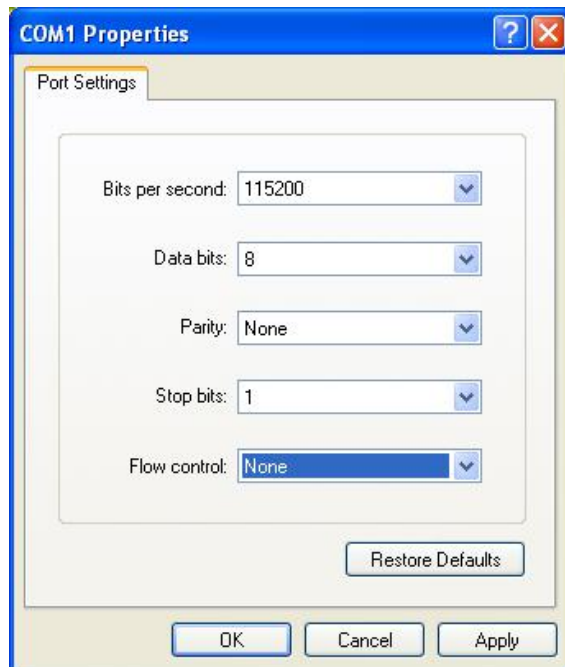 COM1 Properties
Port Settings
Bits per second: 115200
Data bits: 8
Parity: None
Stop bits: 1
Flow control: None
Restore Defaults
OK Cancel Apply